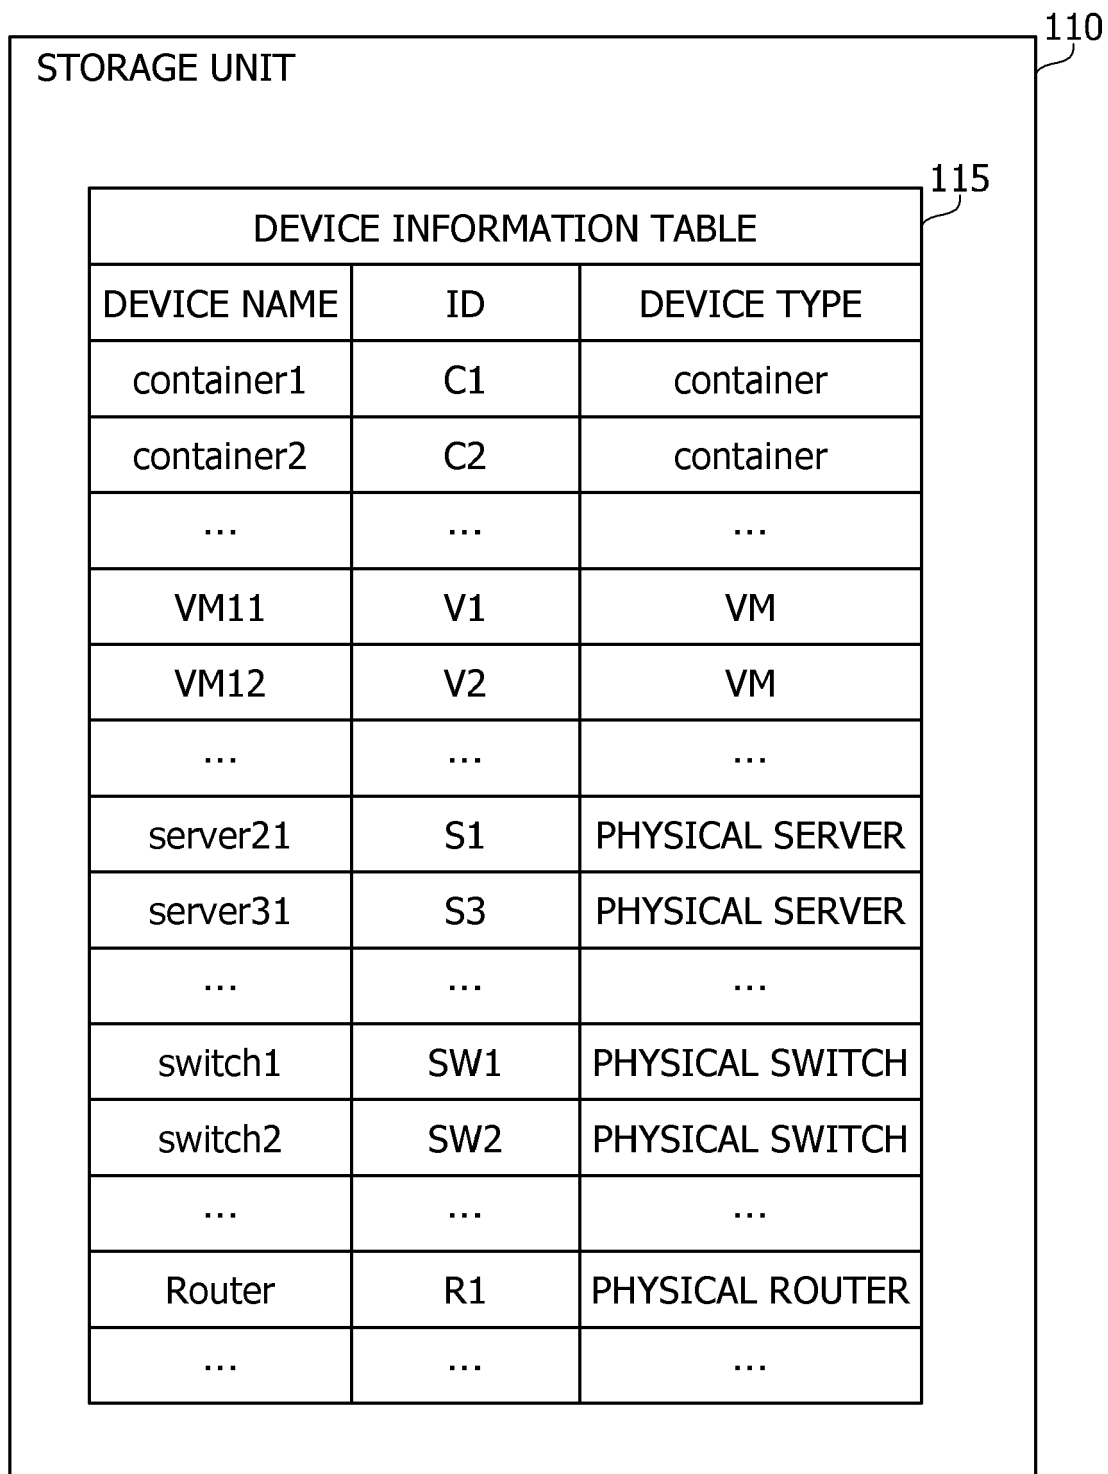 110
STORAGE UNIT
115
DEVICE INFORMATION TABLE
DEVICE NAME ID DEVICE TYPE
container1 C1 container
container2 C2 container
... ... ...
VM11 V1 VM
VM12 V2 VM
... ... ...
server21 S1 PHYSICAL SERVER
server31 S3 PHYSICAL SERVER
... ... ...
switch1 SW1 PHYSICAL SWITCH
switch2 SW2 PHYSICAL SWITCH
... ... ...
Router R1 PHYSICAL ROUTER
... ... ...